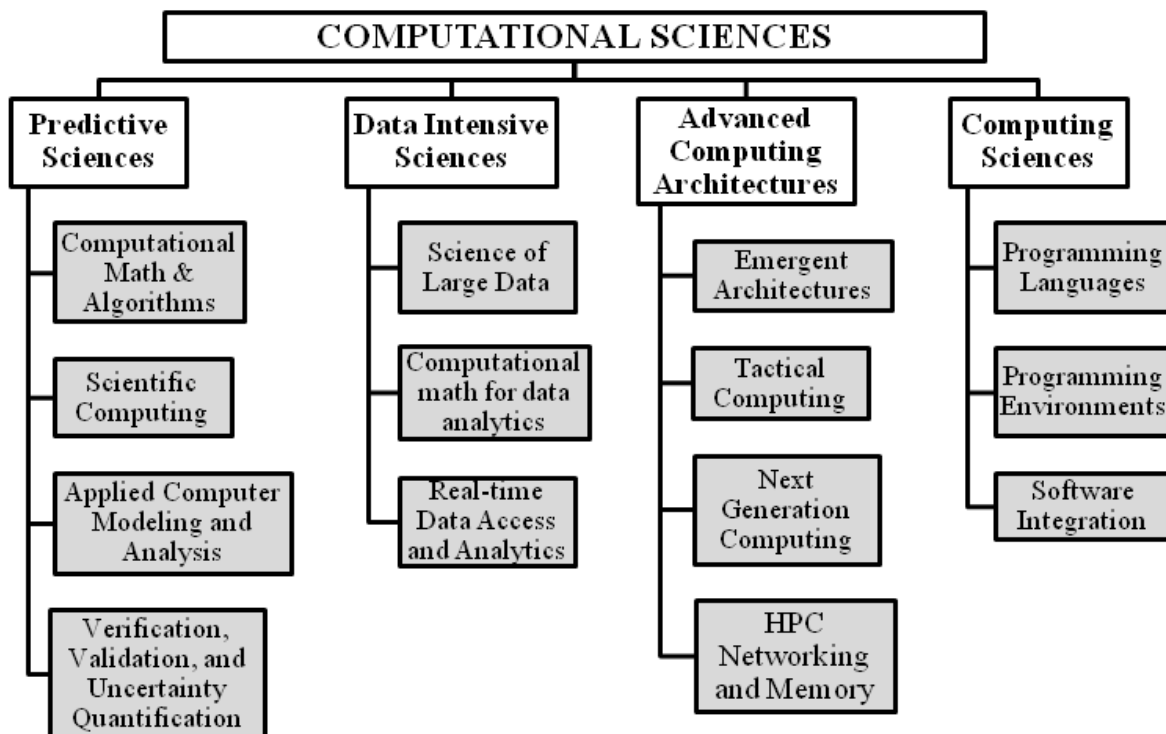 COMPUTATIONAL SCIENCES
Predictive
Sciences
Computational
Math &
Algorithms
Scientific
Computing
Applied Computer
Modeling and
Analysis
Verification,
Validation, and
Uncertainty
Quantification
Data Intensive
Sciences
Science of
Large Data
Computational
math for data
analytics
Real-time
Data Access
and Analytics
Advanced
Computing
Architectures
Emergent
Architectures
Tactical
Computing
Next
Generation
Computing
HPC
Networking
and Memory
Computing
Sciences
Programming
Languages
Programming
Environments
Software
Integration